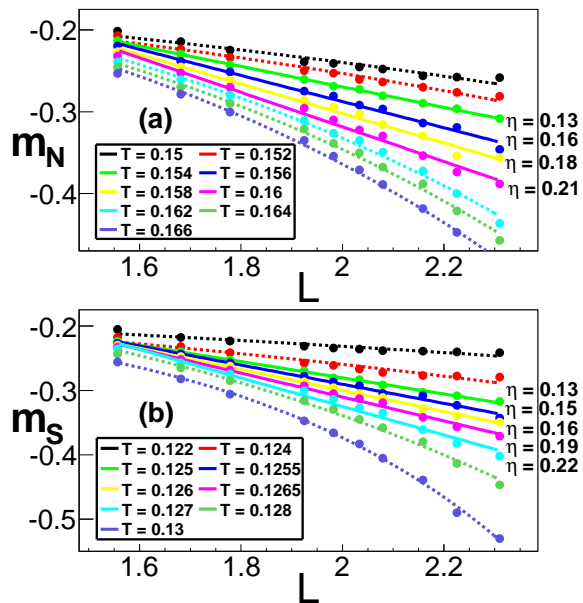 -0.2
-0.3
-0.4
m_N
(a)
T = 0.15 T = 0.152
T = 0.154 T = 0.156
T = 0.158 T = 0.16
T = 0.162 T = 0.164
T = 0.166
η = 0.13
η = 0.16
η = 0.18
η = 0.21
1.6 1.8 2 2.2
L
-0.2
-0.3
-0.4
-0.5
m_S
(b)
T = 0.122 T = 0.124
T = 0.125 T = 0.1255
T = 0.126 T = 0.1265
T = 0.127 T = 0.128
T = 0.13
η = 0.13
η = 0.15
η = 0.16
η = 0.19
η = 0.22
1.6 1.8 2 2.2
L